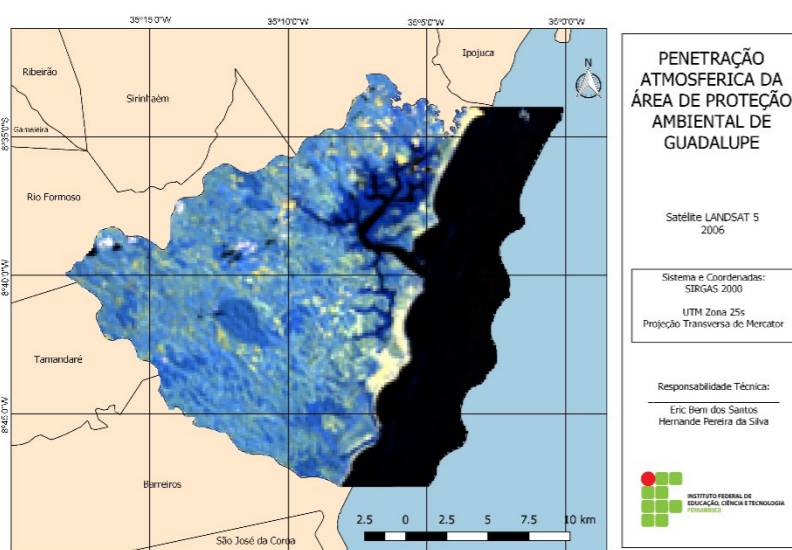 35°15'0"W
35°10'0"W
35°5'0"W
35°0'0"W
Ribeirão
Ipojuca
N
Sirinhaém
Gameleira
8°35'0"S
Rio Formoso
8°40'0"W
Tamandaré
8°45'0"W
Barreiros
São José da Coroa
2.5 0 2.5 5 7.5 10 km
PENETRAÇÃO
ATMOSFERICA DA
ÁREA DE PROTEÇÃO
AMBIENTAL DE
GUADALUPE
Satélite LANDSAT 5
2006
Sistema e Coordenadas:
SIRGAS 2000
UTM Zona 25s
Projeção Transversa de Mercator
Responsabilidade Técnica:
Eric Bem dos Santos
Hernande Pereira da Silva
INSTITUTO FEDERAL DE
EDUCAÇÃO, CIÊNCIA E TECNOLOGIA
PERNAMBUCO